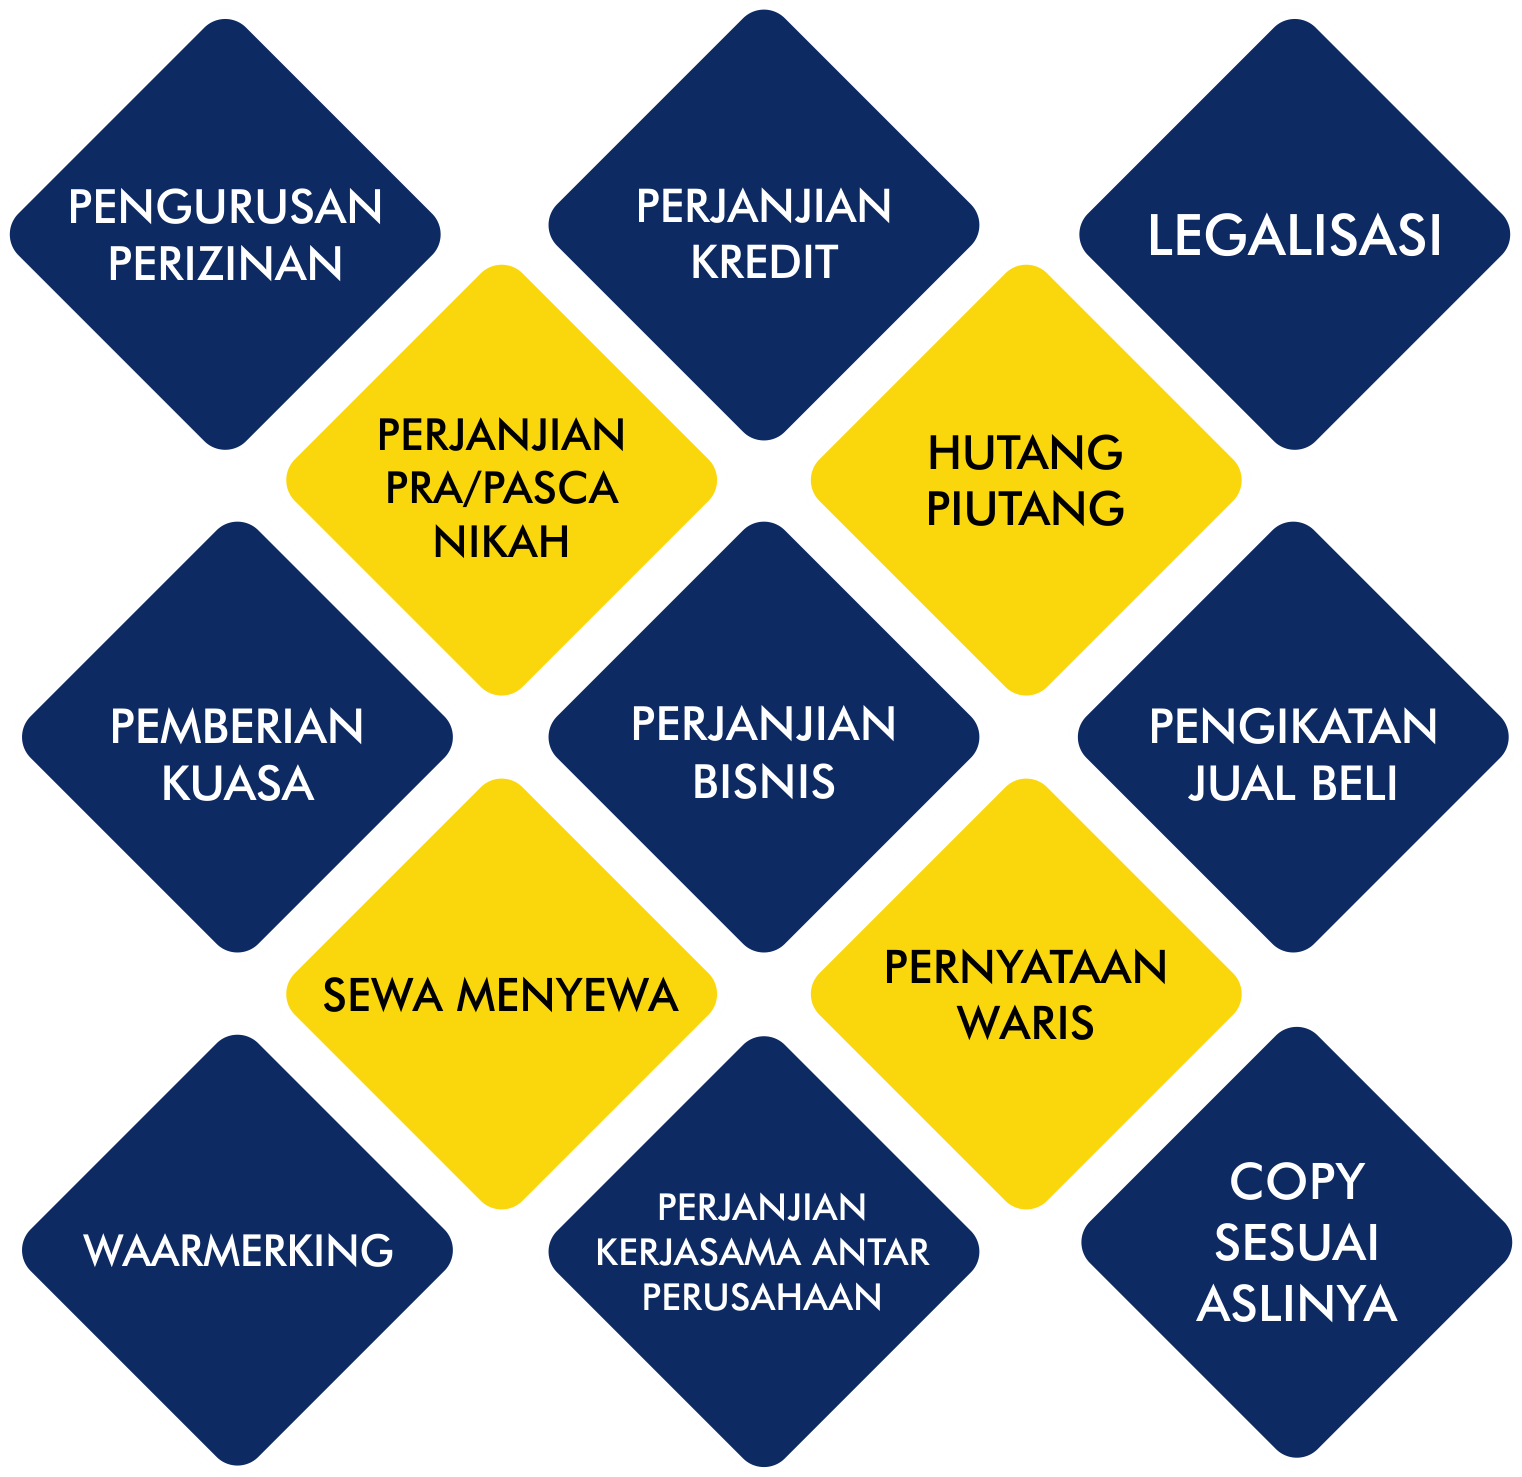 PENGURUSAN
PERIZINAN
PERJANJIAN
KREDIT
LEGALISASI
PERJANJIAN
PRA/PASCA
NIKAH
HUTANG
PIUTANG
PEMBERIAN
KUASA
PERJANJIAN
BISNIS
PENGIKATAN
JUAL BELI
SEWA MENYEWA
PERNYATAAN
WARIS
WAARMERKING
PERJANJIAN
KERJASAMA ANTAR
PERUSAHAAN
COPY
SESUAI
ASLINYA